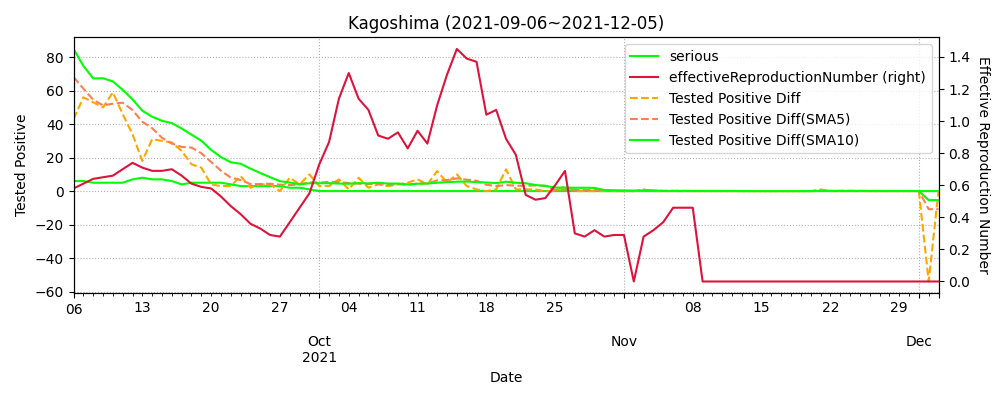 Kagoshima (2021-09-06~2021-12-05)
80
60
40
20
0
−20
−40
−60
Tested Positive
serious
effectiveReproductionNumber (right)
Tested Positive Diff
Tested Positive Diff(SMA5)
Tested Positive Diff(SMA10)
1.4
1.2
1.0
0.8
0.6
0.4
0.2
0.0
Effective Reproduction Number
06 13 20 27 04 11 18 25 08 15 22 29
Oct Nov Dec
2021
Date